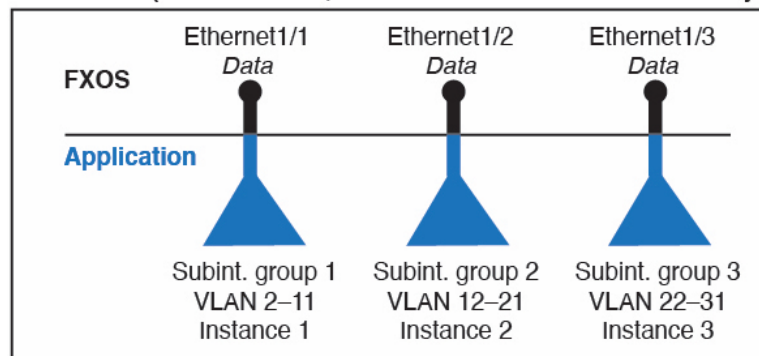 Ethernet1/1
Data
Ethernet1/2
Data
Ethernet1/3
Data
FXOS
Application
Subint. group 1
VLAN 2–11
Instance 1
Subint. group 2
VLAN 12–21
Instance 2
Subint. group 3
VLAN 22–31
Instance 3